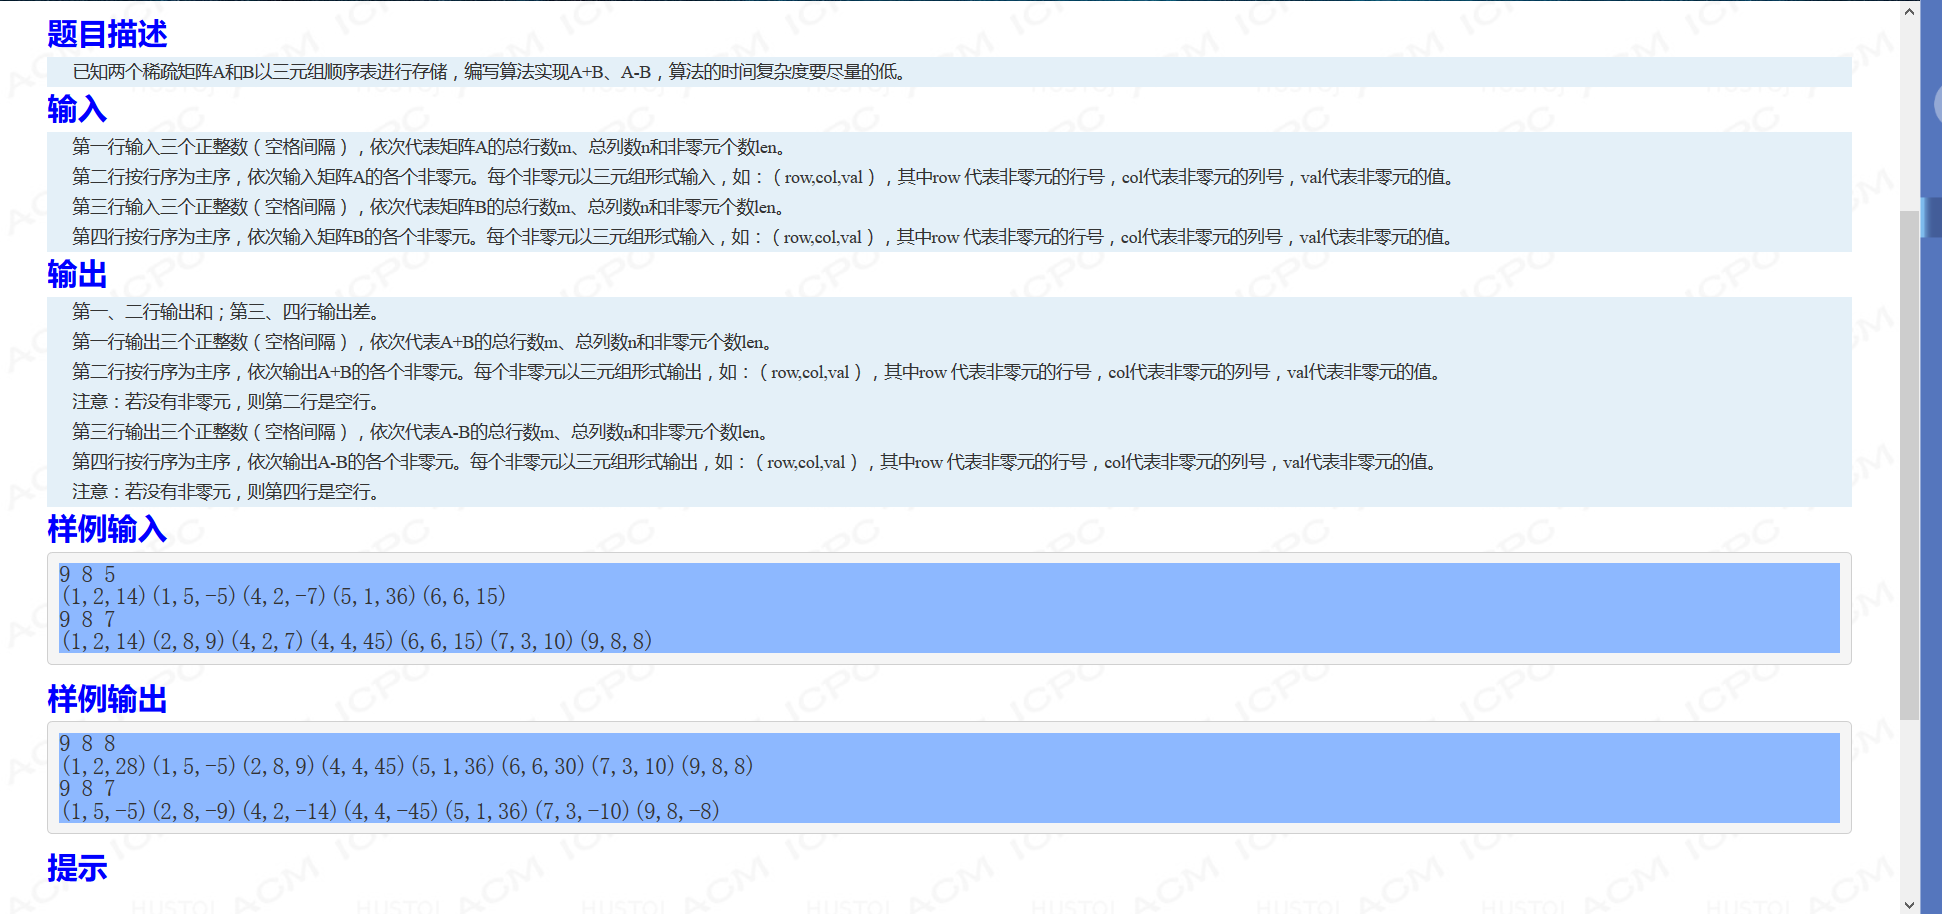 题目描述
已知两个稀疏矩阵A和B以三元组顺序表进行存储，编写算法实现A+B、A-B，算法的时间复杂度要尽量的低。
输入
第一行输入三个正整数（空格间隔），依次代表矩阵A的总行数m、总列数n和非零元个数len。
第二行按行序为主序，依次输入矩阵A的各个非零元。每个非零元以三元组形式输入，如：（row,col,val），其中row 代表非零元的行号，col代表非零元的列号，val代表非零元的值。
第三行输入三个正整数（空格间隔），依次代表矩阵B的总行数m、总列数n和非零元个数len。
第四行按行序为主序，依次输入矩阵B的各个非零元。每个非零元以三元组形式输入，如：（row,col,val），其中row 代表非零元的行号，col代表非零元的列号，val代表非零元的值。
输出
第一、二行输出和；第三、四行输出差。
第一行输出三个正整数（空格间隔），依次代表A+B的总行数m、总列数n和非零元个数len。
第二行按行序为主序，依次输出A+B的各个非零元。每个非零元以三元组形式输出，如：（row,col,val），其中row 代表非零元的行号，col代表非零元的列号，val代表非零元的值。
注意：若没有非零元，则第二行是空行。
第三行输出三个正整数（空格间隔），依次代表A-B的总行数m、总列数n和非零元个数len。
第四行按行序为主序，依次输出A-B的各个非零元。每个非零元以三元组形式输出，如：（row,col,val），其中row 代表非零元的行号，col代表非零元的列号，val代表非零元的值。
注意：若没有非零元，则第四行是空行。
样例输入
9 8 5
(1,2,14)(1,5,-5)(4,2,-7)(5,1,36)(6,6,15)
9 8 7
(1,2,14)(2,8,9)(4,2,7)(4,4,45)(6,6,15)(7,3,10)(9,8,8)
样例输出
9 8 8
(1,2,28)(1,5,-5)(2,8,9)(4,4,45)(5,1,36)(6,6,30)(7,3,10)(9,8,8)
9 8 7
(1,5,-5)(2,8,-9)(4,2,-14)(4,4,-45)(5,1,36)(7,3,-10)(9,8,-8)
提示